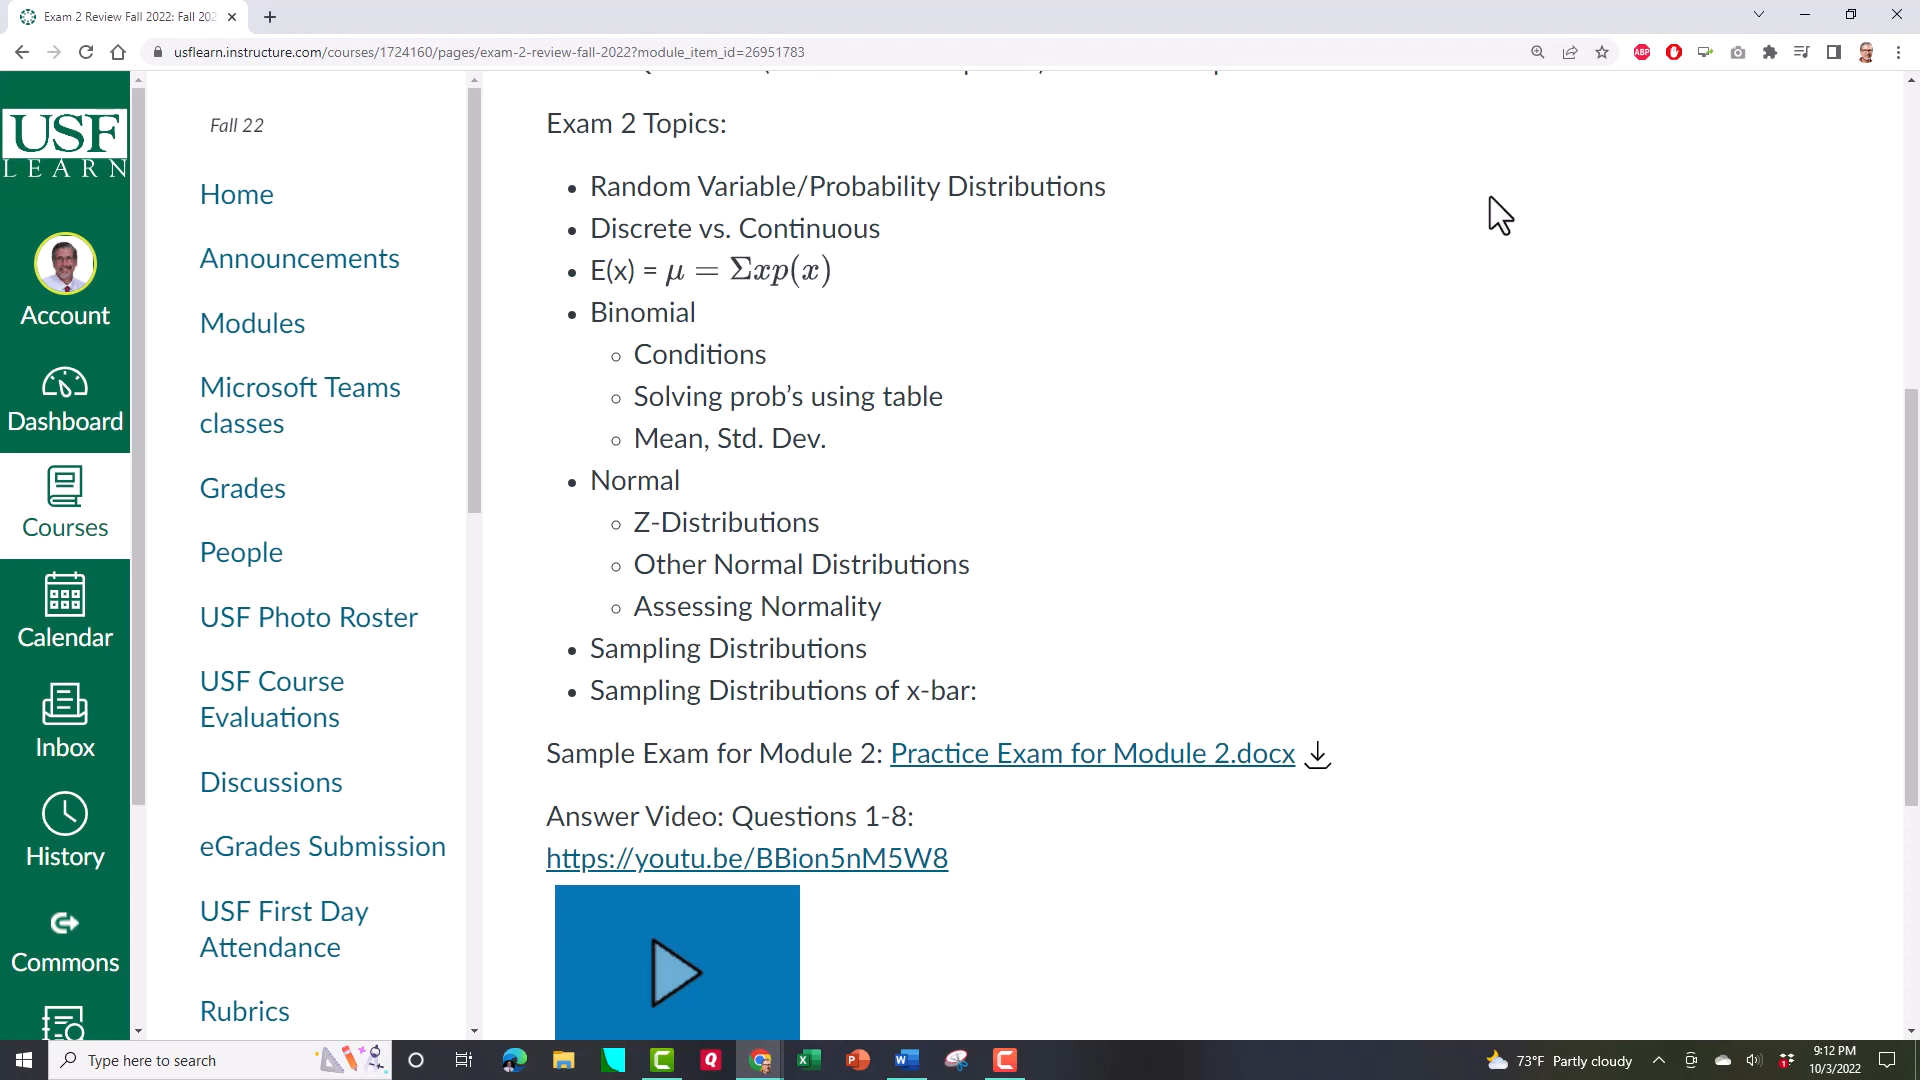 Exam 2 Review Fall 2022: Fall 202
usflearn.instructure.com/courses/1724160/pages/exam-2-review-fall-2022?module_item_id=26951783
ABP
USF
LEARN
Account
Dashboard
Courses
Calendar
Inbox
History
Commons
Fall 22
Home
Announcements
Modules
Microsoft Teams
classes
Grades
People
USF Photo Roster
USF Course
Evaluations
Discussions
eGrades Submission
USF First Day
Attendance
Rubrics
Exam 2 Topics:
• Random Variable/Probability Distributions
• Discrete vs. Continuous
• E(x) = μ = Σxp(x)
• Binomial
◦ Conditions
◦ Solving prob’s using table
◦ Mean, Std. Dev.
• Normal
◦ Z-Distributions
◦ Other Normal Distributions
◦ Assessing Normality
• Sampling Distributions
• Sampling Distributions of x-bar:
Sample Exam for Module 2: Practice Exam for Module 2.docx
Answer Video: Questions 1-8:
https://youtu.be/BBion5nM5W8
Type here to search
73°F Partly cloudy
9:12 PM
10/3/2022